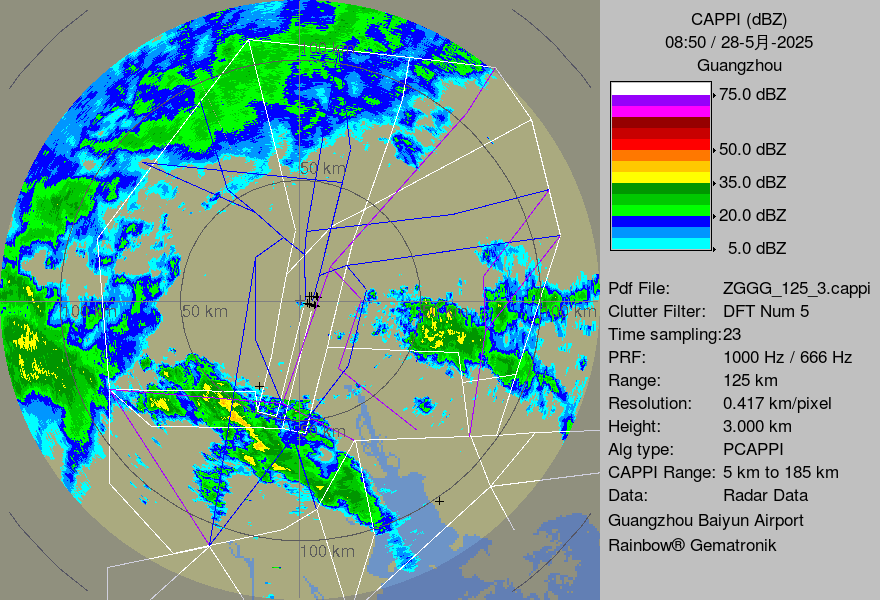 CAPPI (dBZ)
08:50 / 28-5月-2025
Guangzhou
75.0 dBZ
50.0 dBZ
35.0 dBZ
20.0 dBZ
5.0 dBZ
Pdf File: ZGGG_125_3.cappi
Clutter Filter: DFT Num 5
Time sampling:23
PRF: 1000 Hz / 666 Hz
Range: 125 km
Resolution: 0.417 km/pixel
Height: 3.000 km
Alg type: PCAPPI
CAPPI Range: 5 km to 185 km
Data: Radar Data
Guangzhou Baiyun Airport
Rainbow® Gematronik
100 km
50 km
100 km
50 km
km
km
100 km